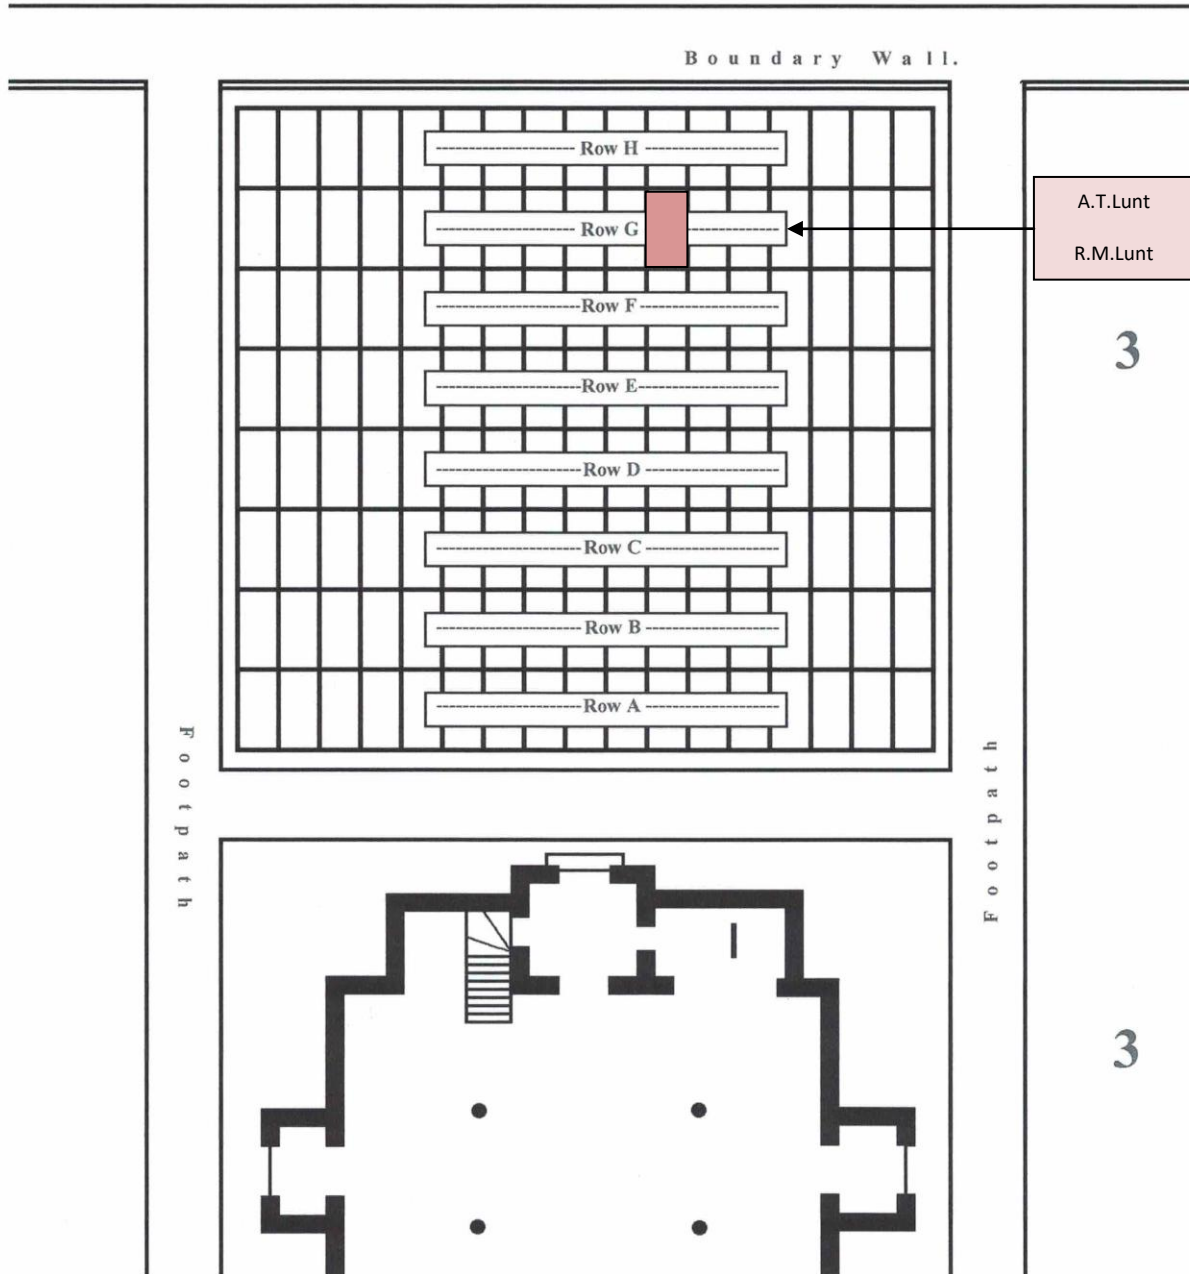 Boundary Wall.
Row H
Row G
A.T.Lunt
R.M.Lunt
Row F
3
Row E
Row D
Row C
Row B
Row A
Footpath
Footpath
3